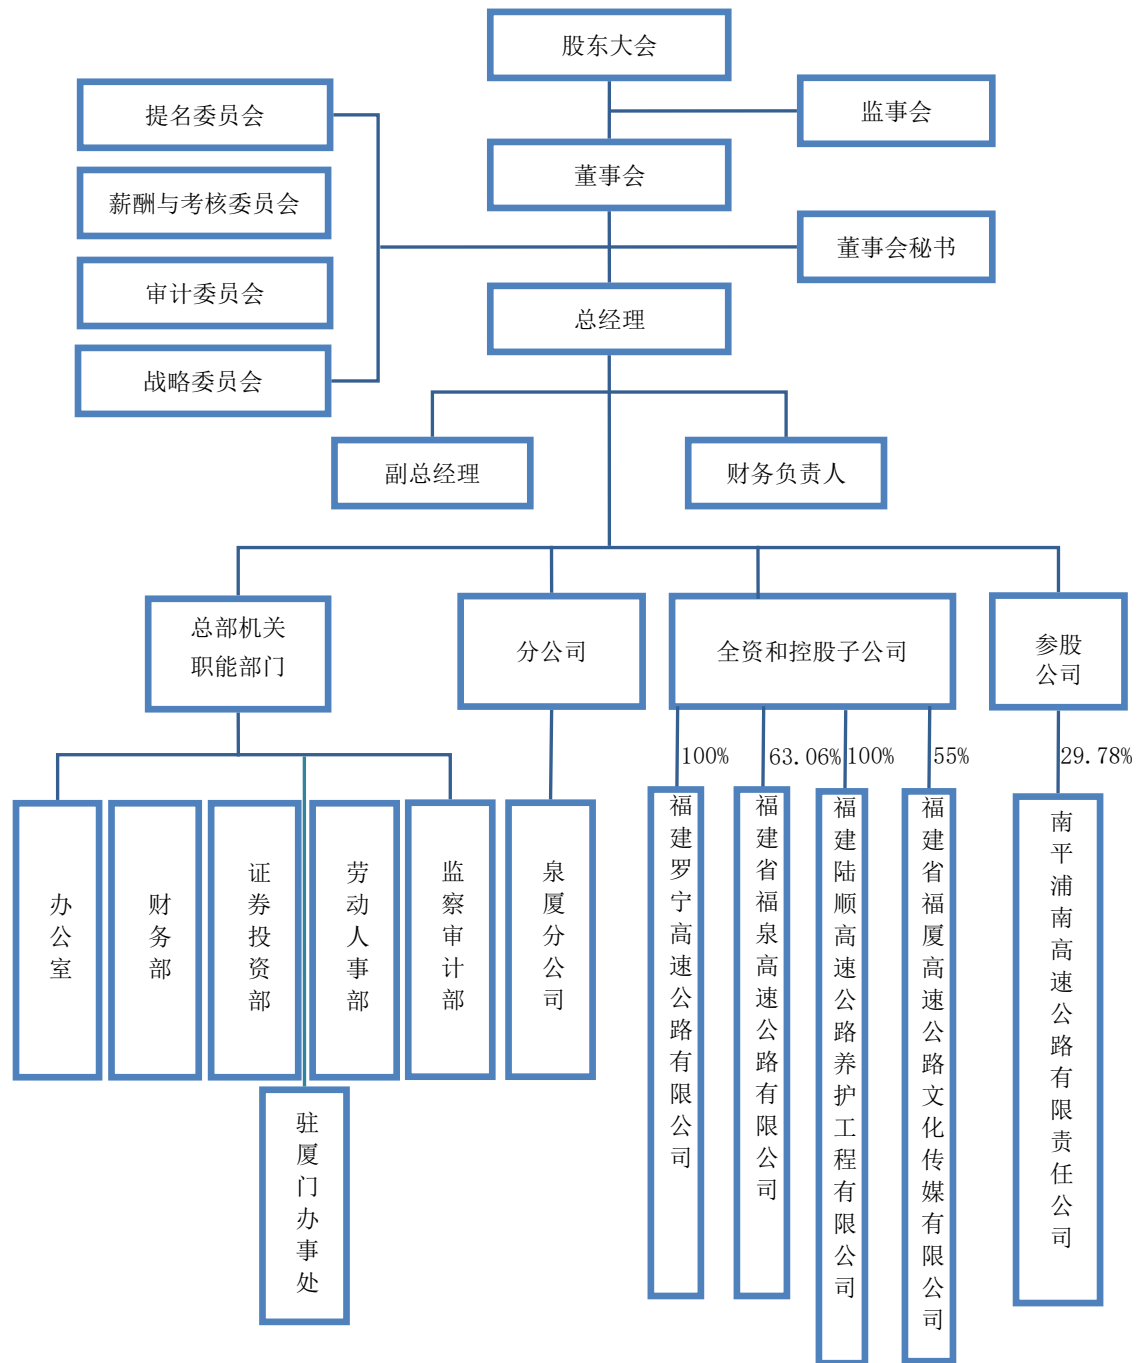 股东大会
提名委员会
监事会
董事会
薪酬与考核委员会
董事会秘书
审计委员会
总经理
战略委员会
副总经理
财务负责人
总部机关
职能部门
分公司
全资和控股子公司
参股
公司
100%
63.06%
100%
55%
29.78%
办公室
财务部
证券投资部
劳动人事部
监察审计部
泉厦分公司
福建罗宁高速公路有限公司
福建省福泉高速公路有限公司
福建陆顺高速公路养护工程有限公司
福建省福厦高速公路文化传媒有限公司
南平浦南高速公路有限责任公司
驻厦门办事处